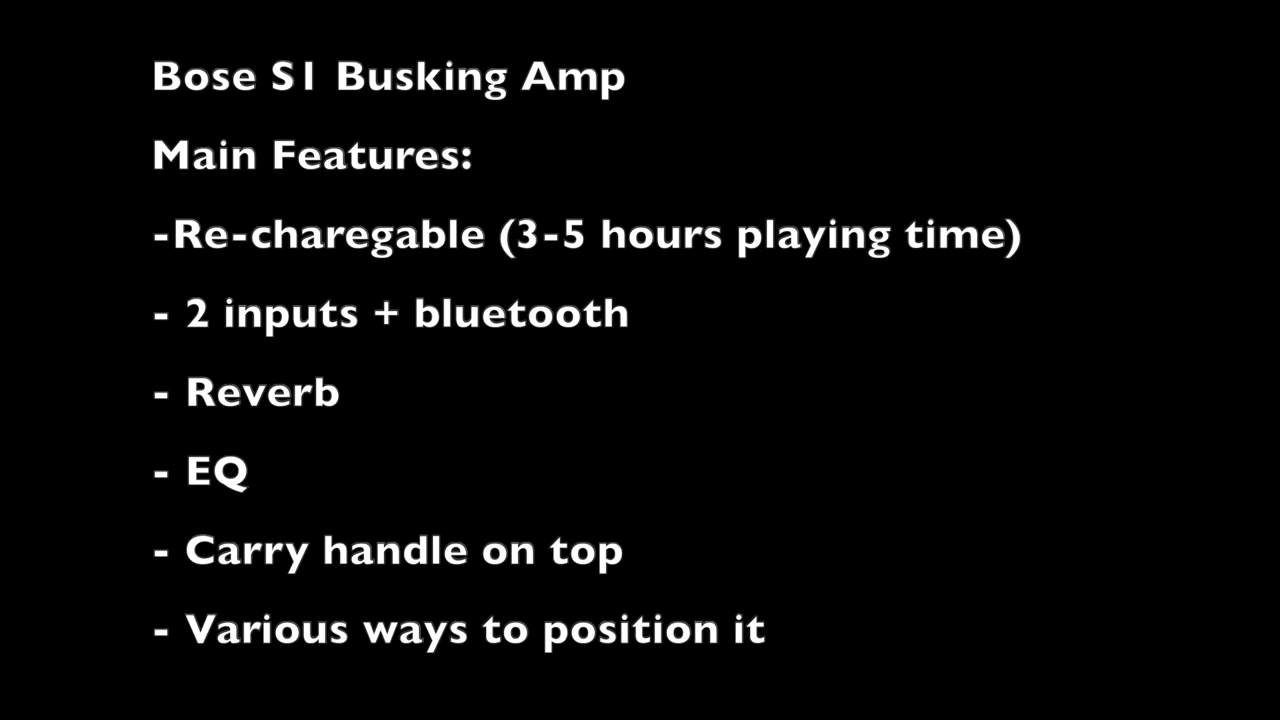 Bose S1 Busking Amp
Main Features:
-Re-charegable (3-5 hours playing time)
- 2 inputs + bluetooth
- Reverb
- EQ
- Carry handle on top
- Various ways to position it